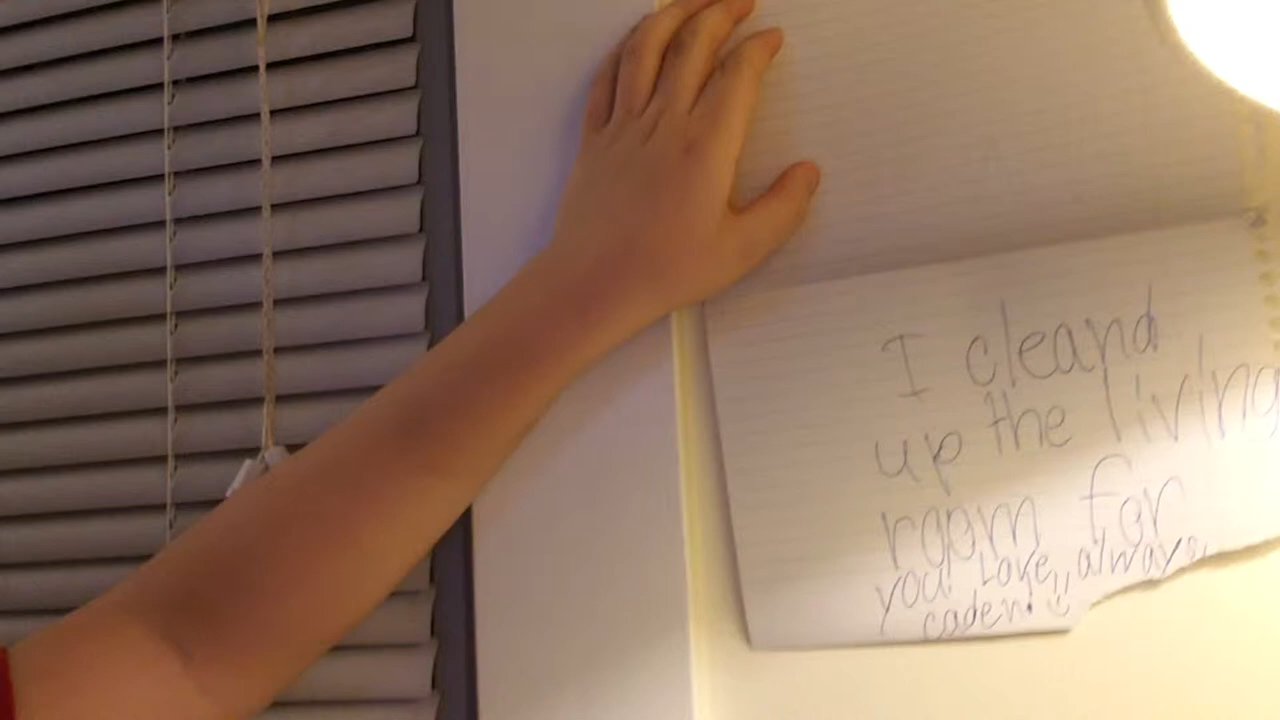 I cleand
up the living
room for
you! Love, always,
caden! :)